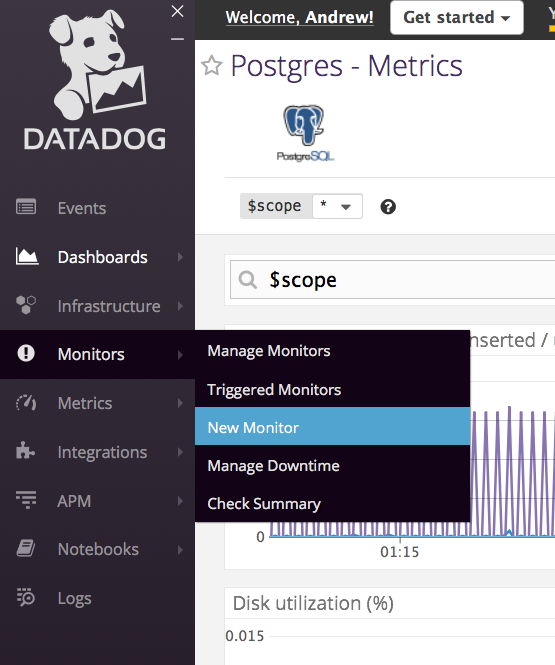 Welcome, Andrew!
Get started
DATADOG
Postgres - Metrics
PostgreSQL
Events
$scope
*
?
Dashboards
Infrastructure
$scope
Monitors
Manage Monitors
nserted /
Triggered Monitors
Metrics
New Monitor
Integrations
Manage Downtime
APM
Check Summary
0
01:15
Notebooks
Logs
Disk utilization (%)
0.015